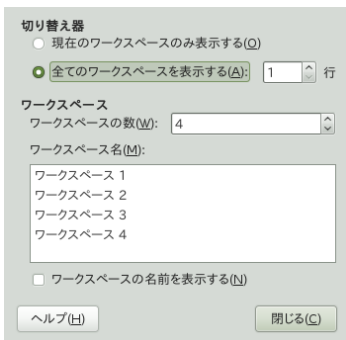 切り替え器
現在のワークスペースのみ表示する(O)
全てのワークスペースを表示する(A): 1 行
ワークスペース
ワークスペースの数(W): 4
ワークスペース名(M):
ワークスペース 1
ワークスペース 2
ワークスペース 3
ワークスペース 4
ワークスペースの名前を表示する(N)
ヘルプ(H) 閉じる(C)